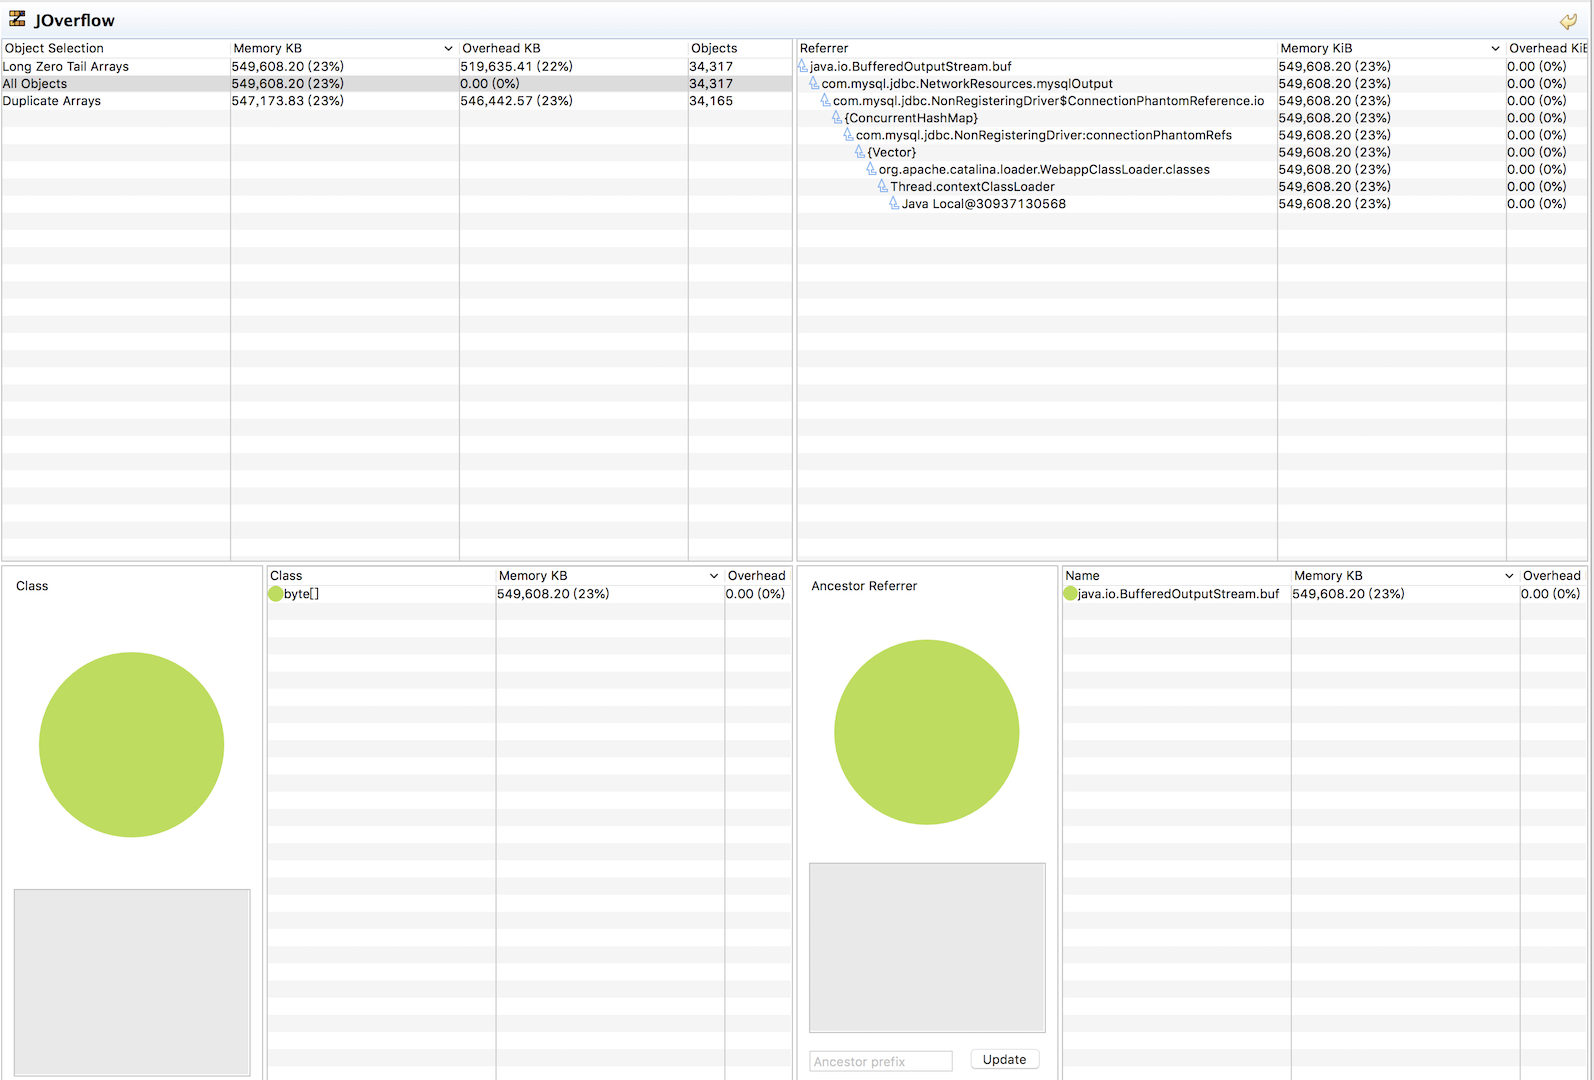 JOverflow
Object Selection Memory KB Overhead KB Objects
Long Zero Tail Arrays 549,608.20 (23%) 519,635.41 (22%) 34,317
All Objects 549,608.20 (23%) 0.00 (0%) 34,317
Duplicate Arrays 547,173.83 (23%) 546,442.57 (23%) 34,165
Referrer Memory KiB Overhead KiB
java.io.BufferedOutputStream.buf 549,608.20 (23%) 0.00 (0%)
com.mysql.jdbc.NetworkResources.mysqlOutput 549,608.20 (23%) 0.00 (0%)
com.mysql.jdbc.NonRegisteringDriver$ConnectionPhantomReference.io 549,608.20 (23%) 0.00 (0%)
{ConcurrentHashMap} 549,608.20 (23%) 0.00 (0%)
com.mysql.jdbc.NonRegisteringDriver:connectionPhantomRefs 549,608.20 (23%) 0.00 (0%)
{Vector} 549,608.20 (23%) 0.00 (0%)
org.apache.catalina.loader.WebappClassLoader.classes 549,608.20 (23%) 0.00 (0%)
Thread.contextClassLoader 549,608.20 (23%) 0.00 (0%)
Java Local@30937130568 549,608.20 (23%) 0.00 (0%)
Class
Class Memory KB Overhead
byte[] 549,608.20 (23%) 0.00 (0%)
Ancestor Referrer
Ancestor prefix Update
Name Memory KB Overhead
java.io.BufferedOutputStream.buf 549,608.20 (23%) 0.00 (0%)